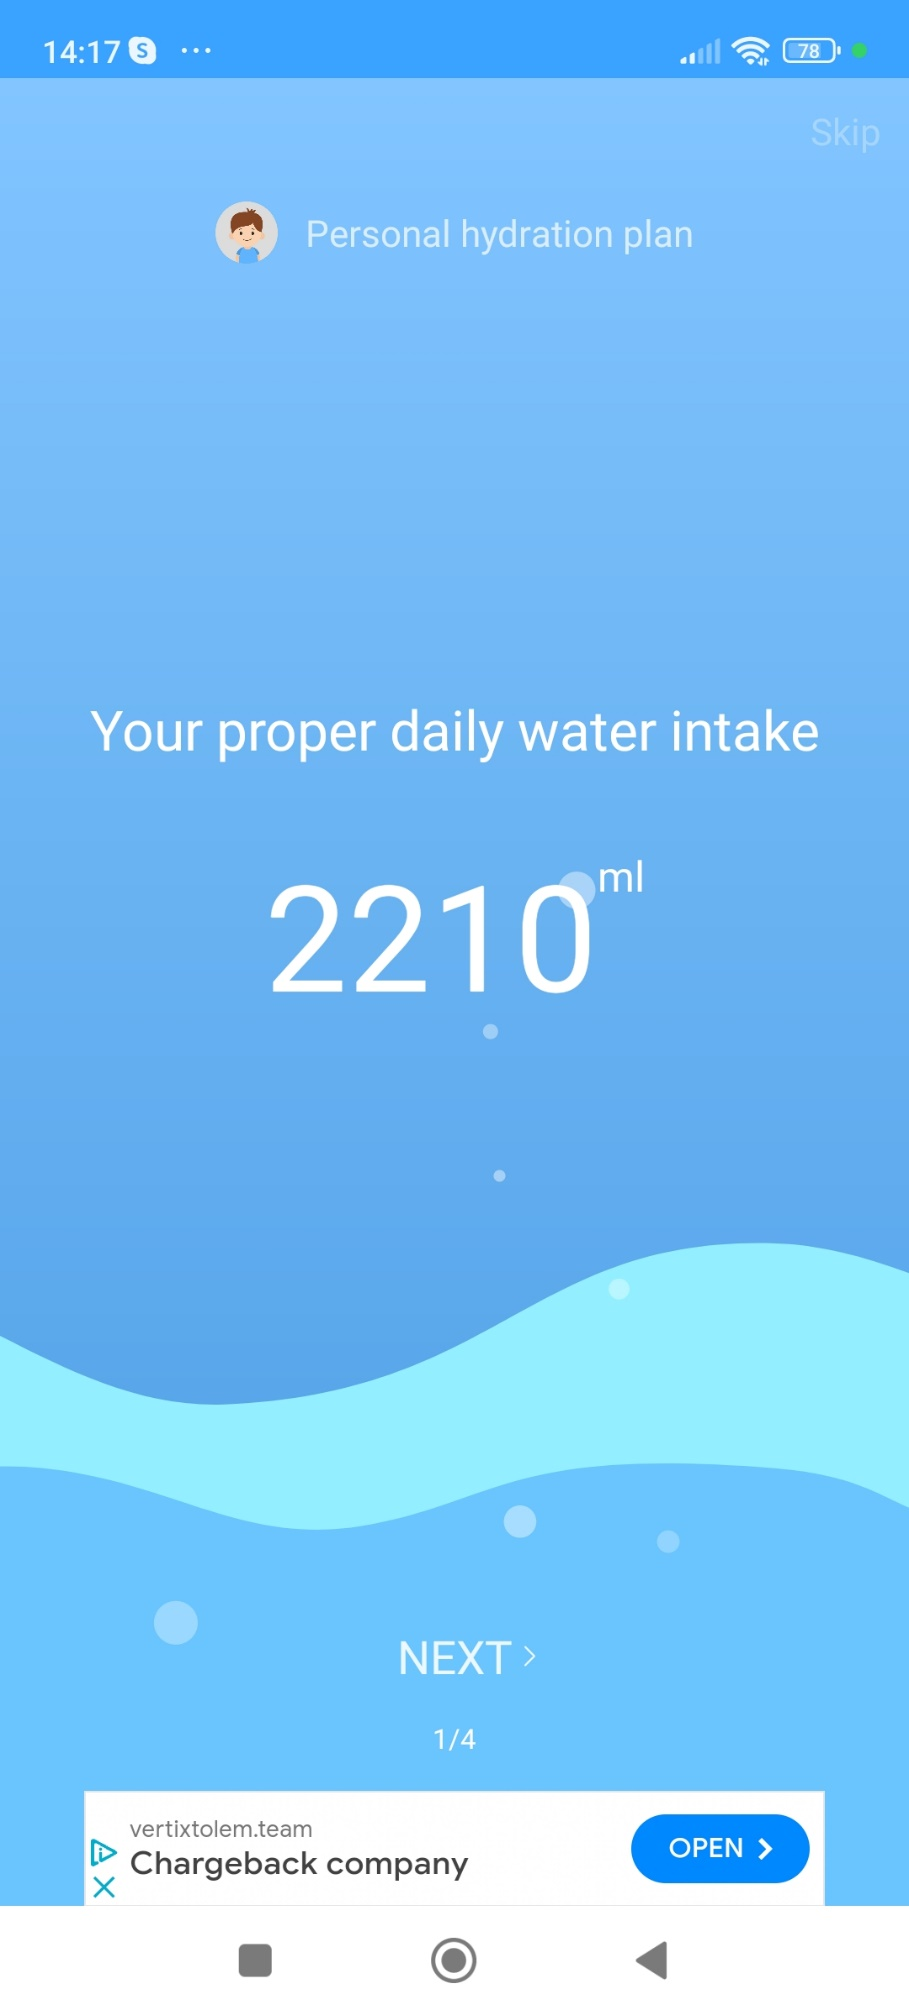 14:17 S ...
78
Skip
Personal hydration plan
Your proper daily water intake
2210 ml
NEXT >
1/4
vertixtolem.team
Chargeback company
OPEN >